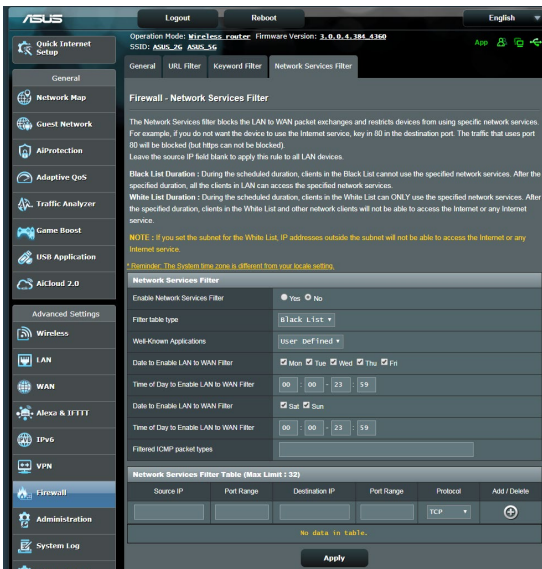 ASUS
Logout
Reboot
English
Quick Internet
Setup
Operation Mode: Wireless router Firmware Version: 3.0.0.4.384_4360
SSID: ASUS_2G ASUS_5G
App
General
URL Filter
Keyword Filter
Network Services Filter
General
Network Map
Guest Network
AiProtection
Adaptive QoS
Traffic Analyzer
Game Boost
USB Application
AiCloud 2.0
Advanced Settings
Wireless
LAN
WAN
Alexa & IFTTT
IPv6
VPN
Firewall
Administration
System Log
Firewall - Network Services Filter
The Network Services filter blocks the LAN to WAN packet exchanges and restricts devices from using specific network services.
For example, if you do not want the device to use the Internet service, key in 80 in the destination port. The traffic that uses port
80 will be blocked (but https can not be blocked).
Leave the source IP field blank to apply this rule to all LAN devices.
Black List Duration : During the scheduled duration, clients in the Black List cannot use the specified network services. After the
specified duration, all the clients in LAN can access the specified network services.
White List Duration : During the scheduled duration, clients in the White List can ONLY use the specified network services. After
the specified duration, clients in the White List and other network clients will not be able to access the Internet or any Internet
service.
NOTE : If you set the subnet for the White List, IP addresses outside the subnet will not be able to access the Internet or any
Internet service.
* Reminder: The System time zone is different from your locale setting.
Network Services Filter
Enable Network Services Filter
Yes No
Filter table type
Black List
Well-Known Applications
User Defined
Date to Enable LAN to WAN Filter
Mon Tue Wed Thu Fri
Time of Day to Enable LAN to WAN Filter
00 : 00 - 23 : 59
Date to Enable LAN to WAN Filter
Sat Sun
Time of Day to Enable LAN to WAN Filter
00 : 00 - 23 : 59
Filtered ICMP packet types
Network Services Filter Table (Max Limit : 32)
Source IP Port Range Destination IP Port Range Protocol Add / Delete
TCP
No data in table.
Apply